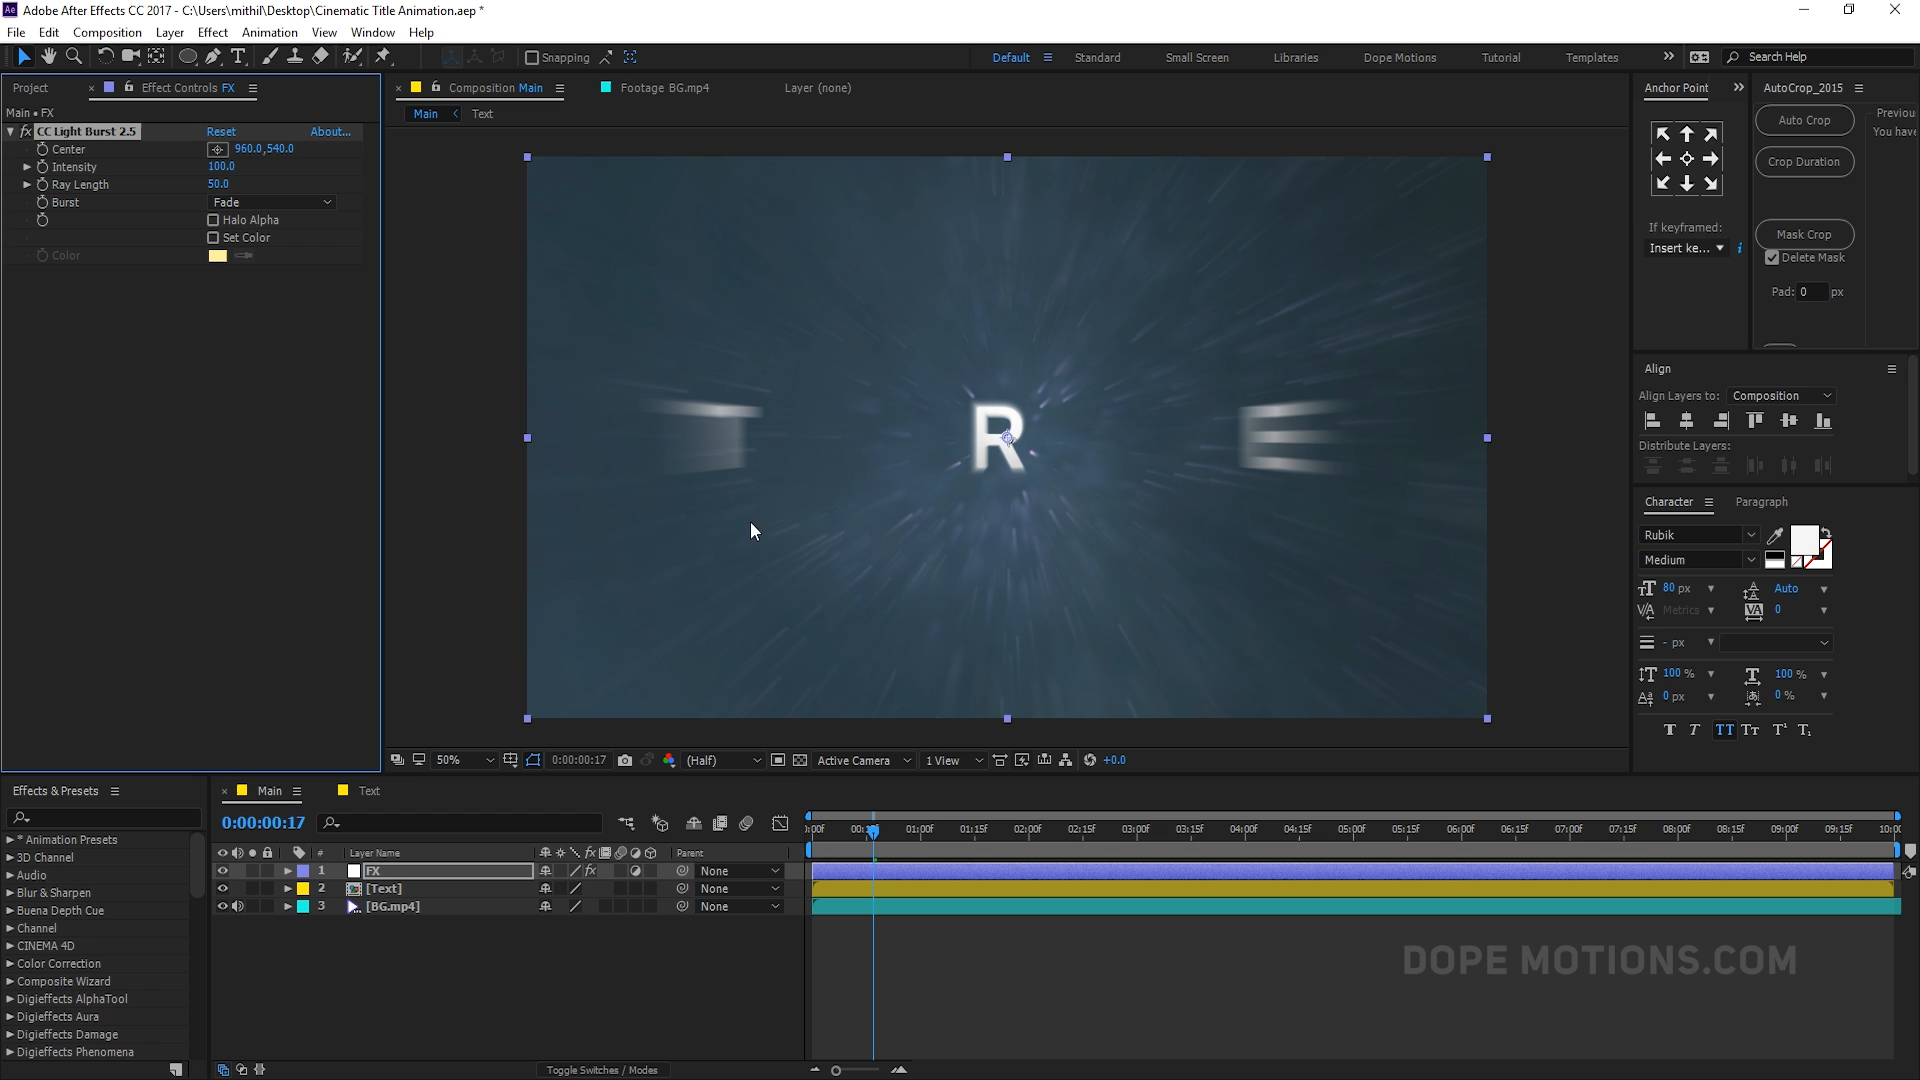 Adobe After Effects CC 2017 - C:\Users\mithil\Desktop\Cinematic Title Animation.aep *
File Edit Composition Layer Effect Animation View Window Help
Snapping
Default Standard Small Screen Libraries Dope Motions Tutorial Templates Search Help
Project Effect Controls FX
Main • FX
fx CC Light Burst 2.5 Reset About...
Center 960.0,540.0
Intensity 100.0
Ray Length 50.0
Burst Fade
Halo Alpha
Set Color
Color
Composition Main Footage BG.mp4 Layer (none)
Main Text
T R E
50% 0:00:00:17 (Half) Active Camera 1 View +0.0
Anchor Point
If keyframed:
Insert ke...
AutoCrop_2015
Auto Crop
Crop Duration
Mask Crop
Delete Mask
Pad: 0 px
Previou
You have
Align
Align Layers to: Composition
Distribute Layers:
Character Paragraph
Rubik
Medium
80 px Auto
Metrics 0
- px
100 % 100 %
0 px 0 %
Effects & Presets
* Animation Presets
3D Channel
Audio
Blur & Sharpen
Buena Depth Cue
Channel
CINEMA 4D
Color Correction
Composite Wizard
Digieffects AlphaTool
Digieffects Aura
Digieffects Damage
Digieffects Phenomena
Main Text
0:00:00:17
# Layer Name Parent
1 FX None
2 [Text] None
3 [BG.mp4] None
Toggle Switches / Modes
01:00f 01:15f 02:00f 02:15f 03:00f 03:15f 04:00f 04:15f 05:00f 05:15f 06:00f 06:15f 07:00f 07:15f 08:00f 08:15f 09:00f 09:15f
DOPE MOTIONS.COM